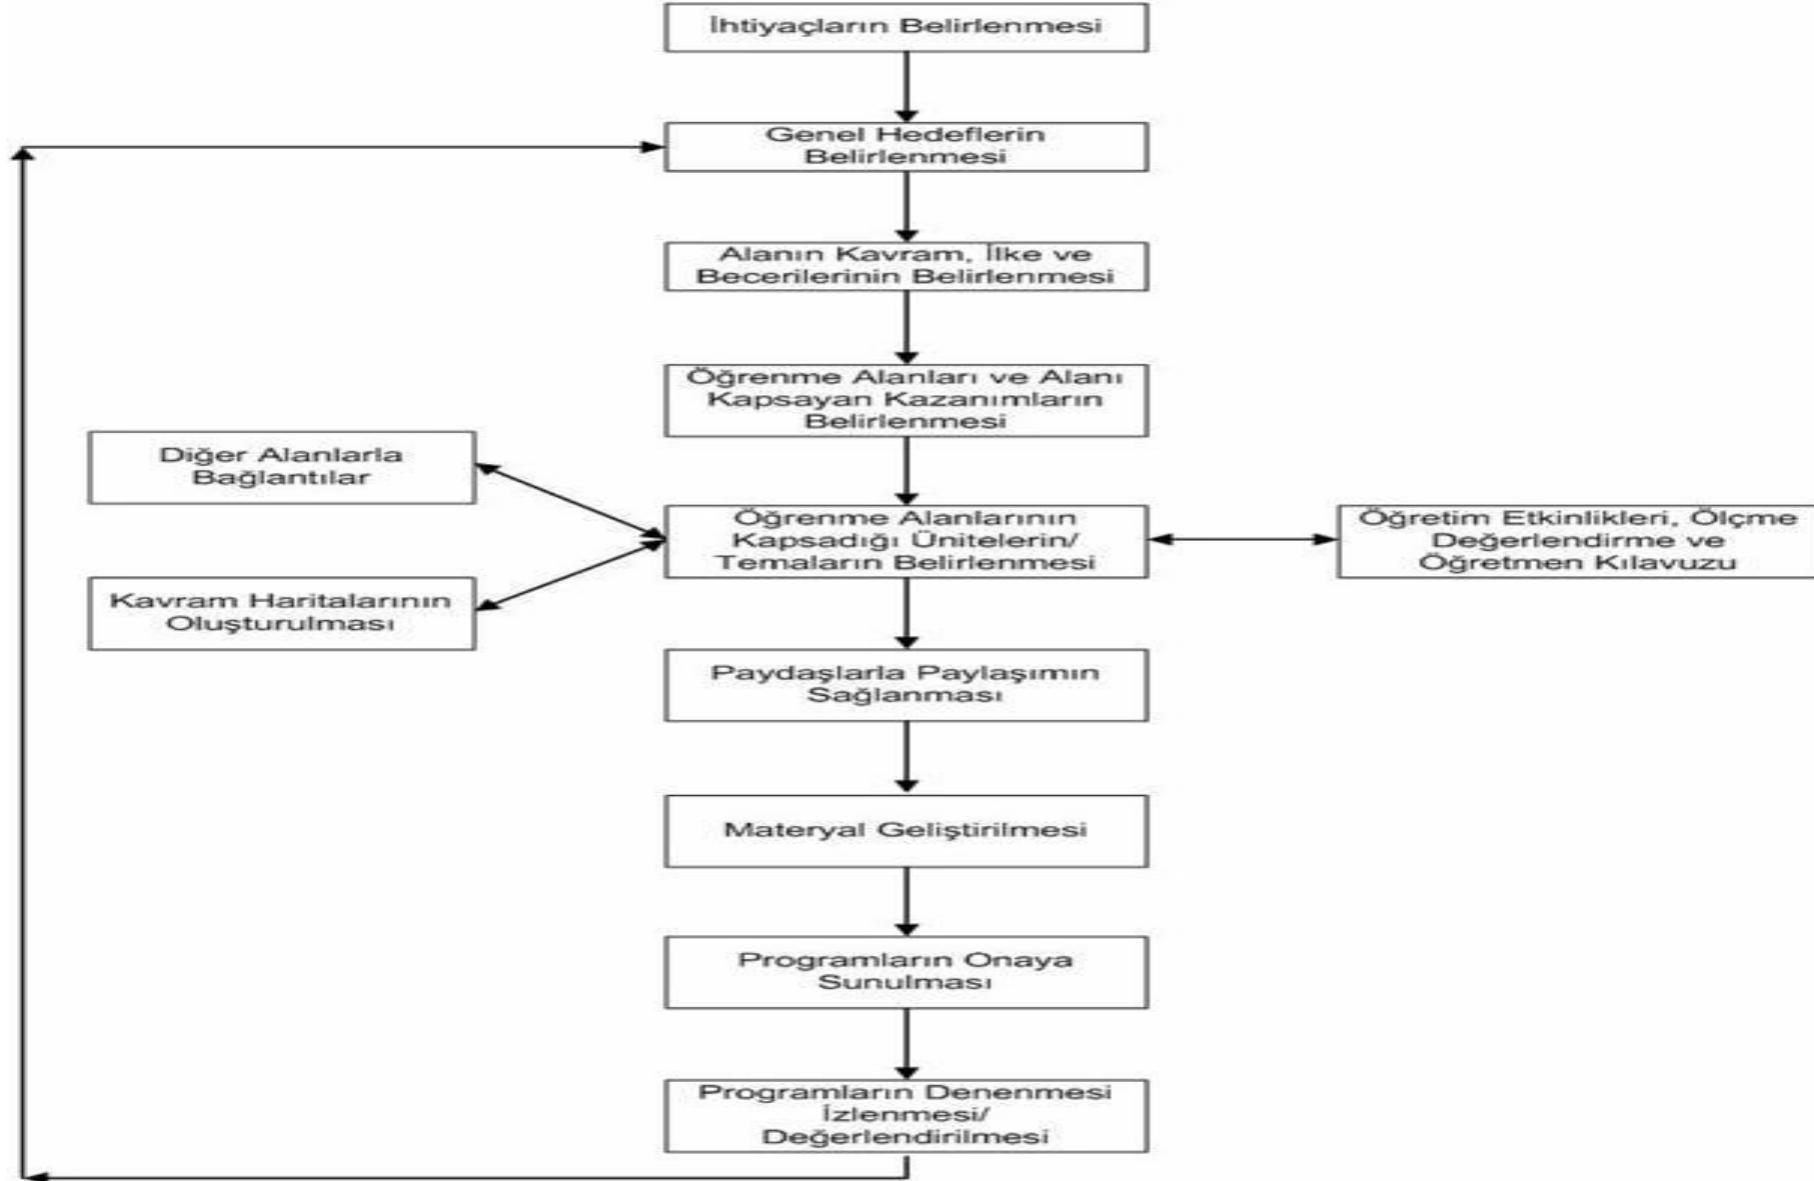 İhtiyaçların Belirlenmesi
Genel Hedeflerin
Belirlenmesi
Alanın Kavram, İlke ve
Becerilerinin Belirlenmesi
Öğrenme Alanları ve Alanı
Kapsayan Kazanımların
Belirlenmesi
Diğer Alanlarla
Bağlantılar
Öğrenme Alanlarının
Kapsadığı Ünitelerin/
Temaların Belirlenmesi
Öğretim Etkinlikleri, Ölçme
Değerlendirme ve
Öğretmen Kılavuzu
Kavram Haritalarının
Oluşturulması
Paydaşlarla Paylaşımın
Sağlanması
Materyal Geliştirilmesi
Programların Onaya
Sunulması
Programların Denenmesi
İzlenmesi/
Değerlendirilmesi